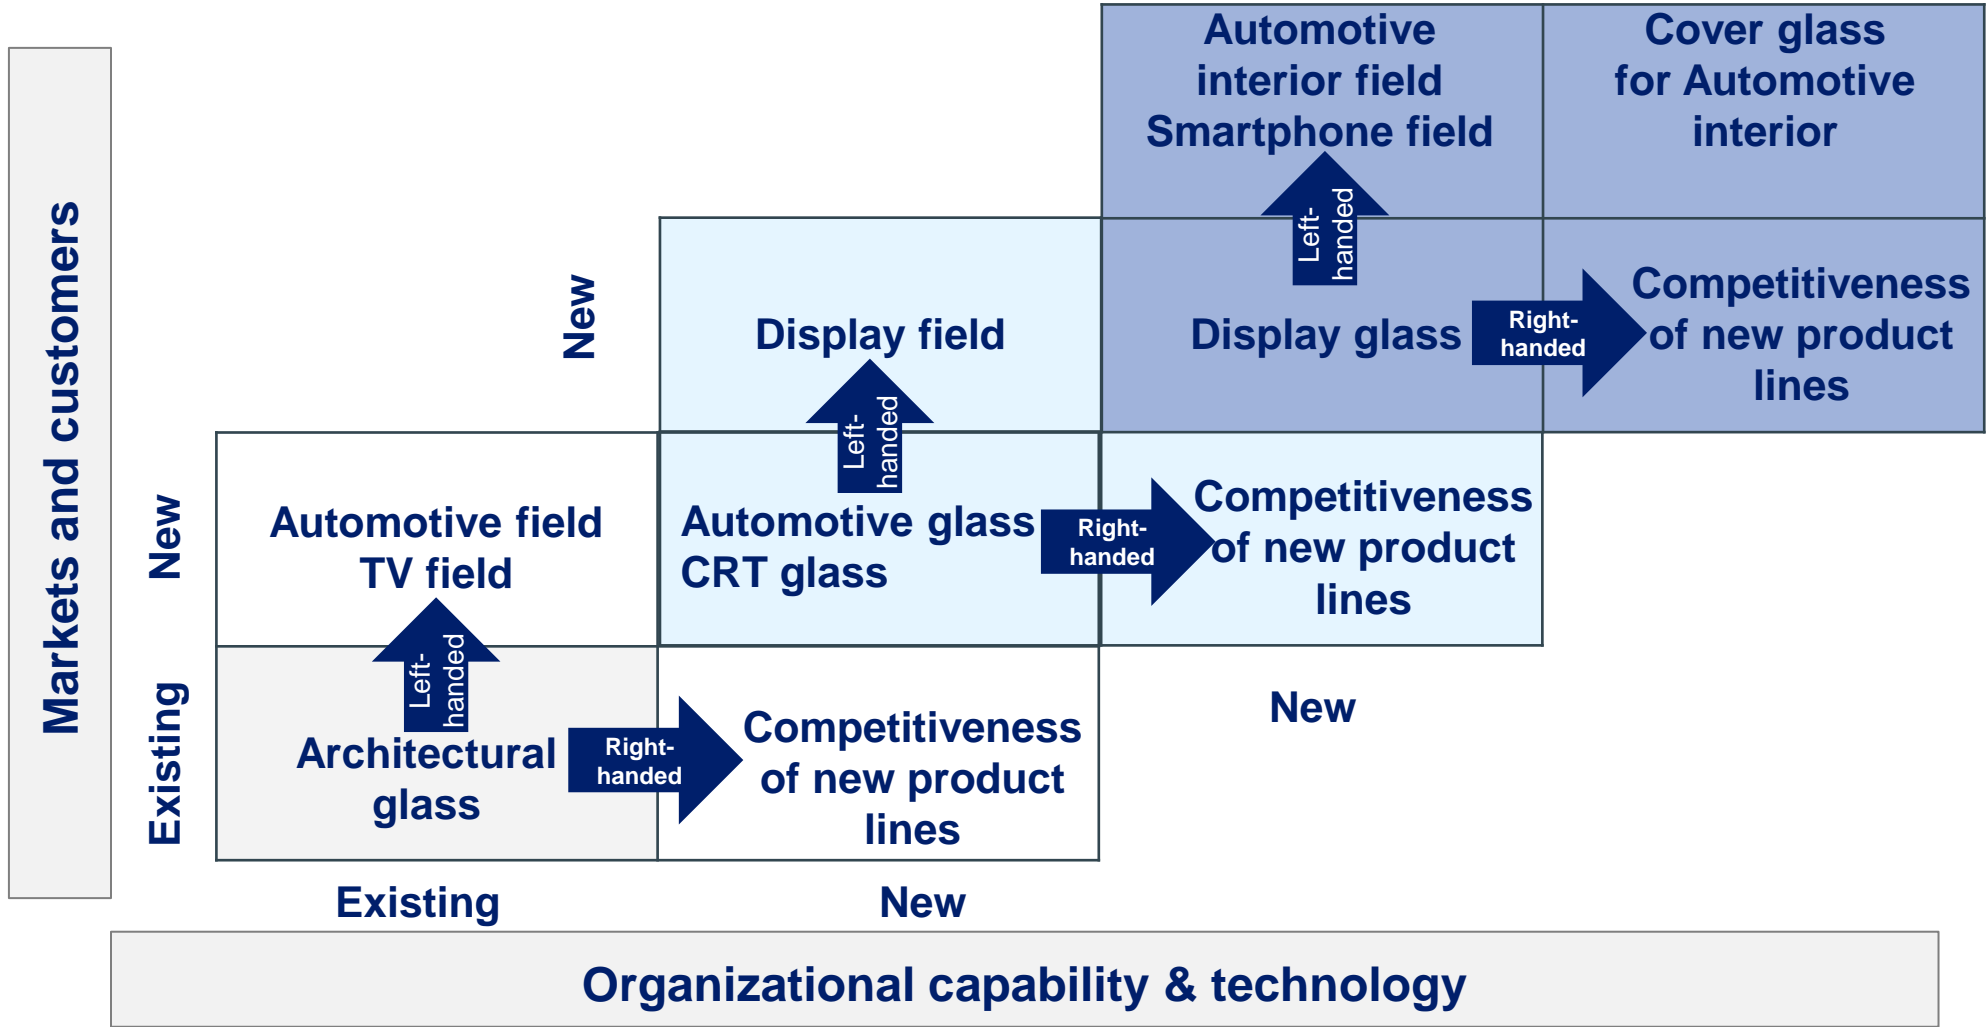 Markets and customers
Automotive
interior field
Smartphone field
Cover glass
for Automotive
interior
New
Display field
Left-
handed
Display glass
Right-
handed
Competitiveness
of new product
lines
New
Automotive field
TV field
Left-
handed
Automotive glass
CRT glass
Right-
handed
Competitiveness
of new product
lines
Existing
Left-
handed
Architectural
glass
Right-
handed
Competitiveness
of new product
lines
New
Existing
New
Organizational capability & technology